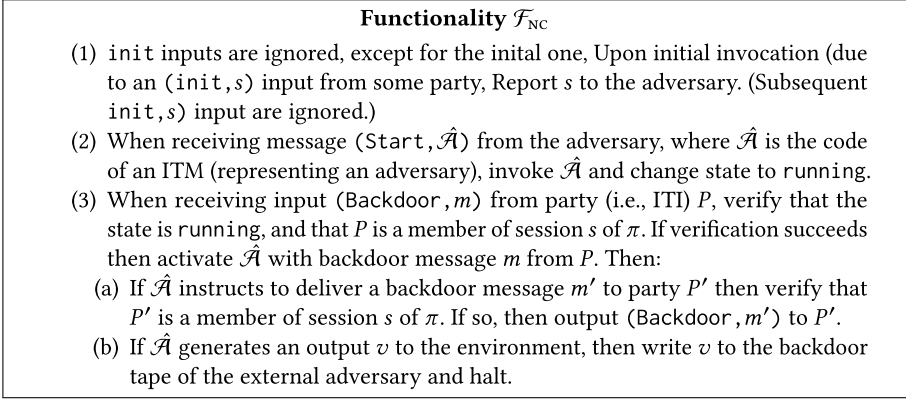 Functionality ℱNC
(1) init inputs are ignored, except for the inital one, Upon initial invocation (due
to an (init,s) input from some party, Report s to the adversary. (Subsequent
init,s) input are ignored.)
(2) When receiving message (Start,𝒜̂) from the adversary, where 𝒜̂ is the code
of an ITM (representing an adversary), invoke 𝒜̂ and change state to running.
(3) When receiving input (Backdoor,m) from party (i.e., ITI) P, verify that the
state is running, and that P is a member of session s of π. If verification succeeds
then activate 𝒜̂ with backdoor message m from P. Then:
(a) If 𝒜̂ instructs to deliver a backdoor message m′ to party P′ then verify that
P′ is a member of session s of π. If so, then output (Backdoor,m′) to P′.
(b) If 𝒜̂ generates an output v to the environment, then write v to the backdoor
tape of the external adversary and halt.